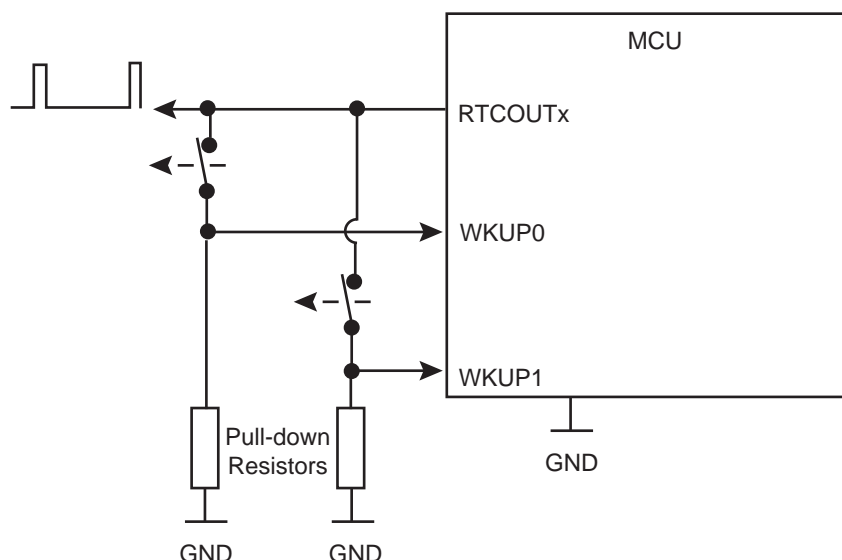 MCU
RTCOUTx
WKUP0
WKUP1
Pull-down
Resistors
GND
GND
GND